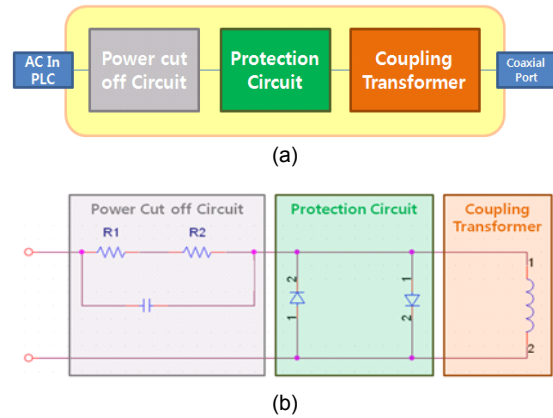 AC In
PLC
Power cut
off Circuit
Protection
Circuit
Coupling
Transformer
Coaxial
Port
(a)
Power Cut off Circuit
Protection Circuit
Coupling
Transformer
R1
R2
2
1
1
2
1
2
(b)